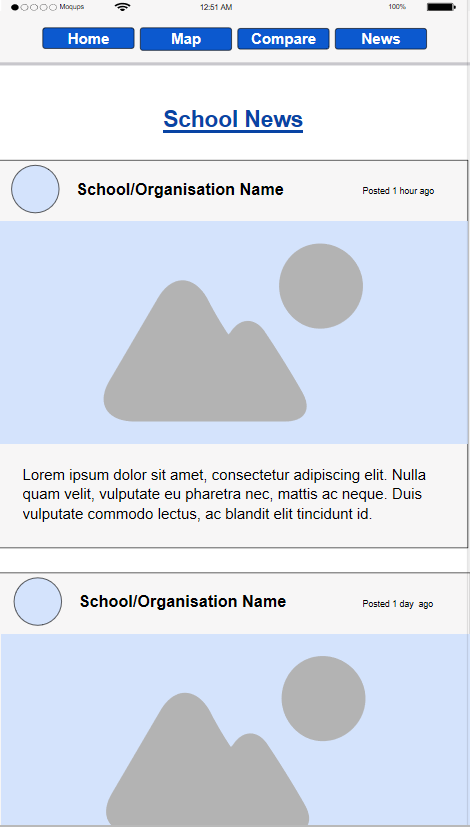 Moqups 12:51 AM 100%
Home Map Compare News
School News
School/Organisation Name Posted 1 hour ago
Lorem ipsum dolor sit amet, consectetur adipiscing elit. Nulla
quam velit, vulputate eu pharetra nec, mattis ac neque. Duis
vulputate commodo lectus, ac blandit elit tincidunt id.
School/Organisation Name Posted 1 day ago